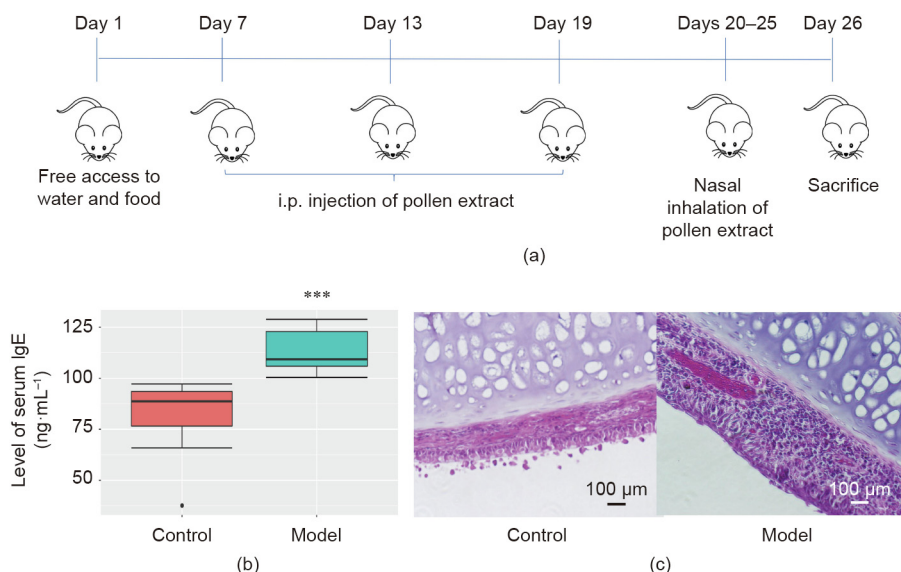 Day 1 Day 7 Day 13 Day 19 Days 20–25 Day 26
Free access to
water and food
i.p. injection of pollen extract
Nasal
inhalation of
pollen extract
Sacrifice
(a)
Level of serum IgE
(ng·mL⁻¹)
125
100
75
50
***
Control Model
(b)
100 μm
100 μm
Control Model
(c)